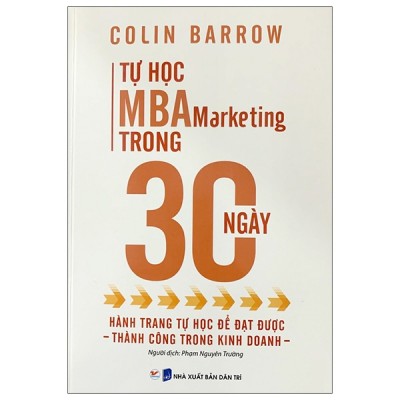 COLIN BARROW
TỰ HỌC
MBA Marketing
TRONG
30 NGÀY
HÀNH TRANG TỰ HỌC ĐỂ ĐẠT ĐƯỢC
– THÀNH CÔNG TRONG KINH DOANH –
Người dịch: Phạm Nguyên Trường
NHÀ XUẤT BẢN DÂN TRÍ